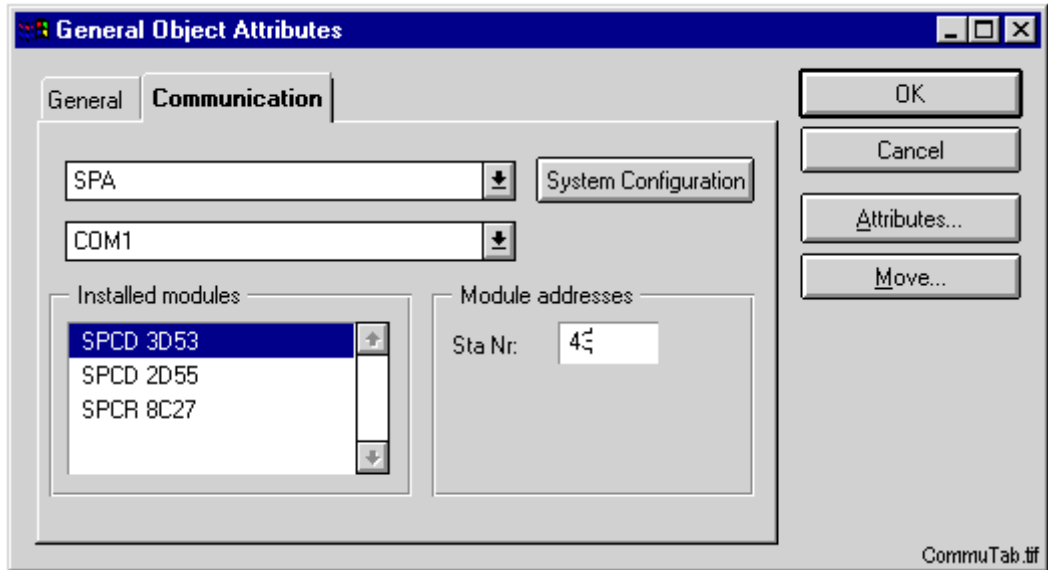 General Object Attributes
General
Communication
SPA
System Configuration
COM1
Installed modules
SPCD 3D53
SPCD 2D55
SPCR 8C27
Module addresses
Sta Nr:
OK
Cancel
Attributes...
Move...
CommuTab.tif